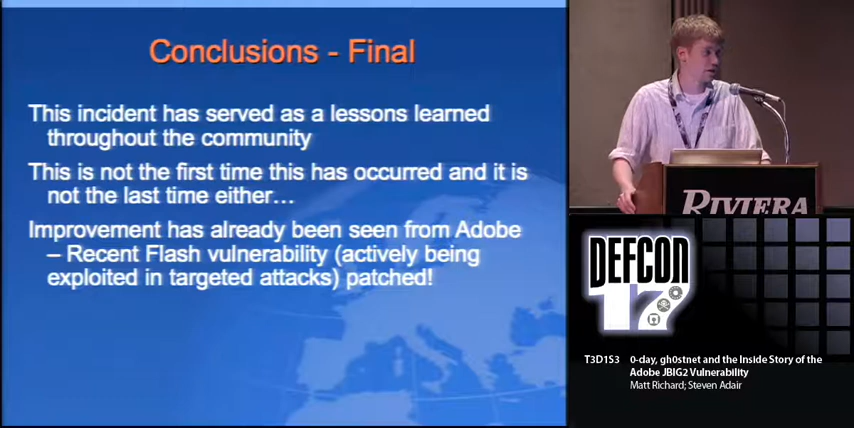 Conclusions - Final
This incident has served as a lessons learned
throughout the community
This is not the first time this has occurred and it is
not the last time either…
Improvement has already been seen from Adobe
– Recent Flash vulnerability (actively being
exploited in targeted attacks) patched!
RIVIERA
DEFCON
17
T3D1S3 0-day, gh0stnet and the Inside Story of the
Adobe JBIG2 Vulnerability
Matt Richard; Steven Adair